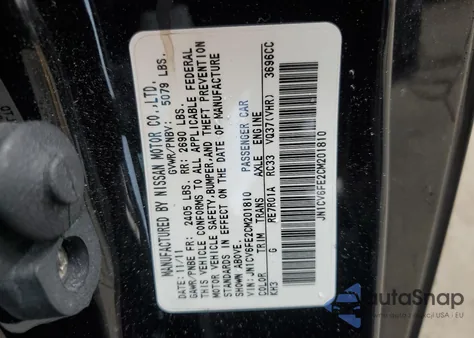 MANUFACTURED BY NISSAN MOTOR CO.,LTD.
DATE: 11/11 GVWR/PNBV: 5079 LBS.
GAWR/PNBE FR: 2405 LBS. RR: 2690 LBS.
THIS VEHICLE CONFORMS TO ALL APPLICABLE FEDERAL
MOTOR VEHICLE SAFETY,BUMPER,AND THEFT PREVENTION
STANDARDS IN EFFECT ON THE DATE OF MANUFACTURE
SHOWN ABOVE.
VIN:JN1CV6FE2CM201810 PASSENGER CAR
COLOR TRIM TRANS AXLE ENGINE
KH3 G RE7R01A RC33 VQ37(VHR) 3696CC
JN1CV6FE2CM201810
AutoSnap